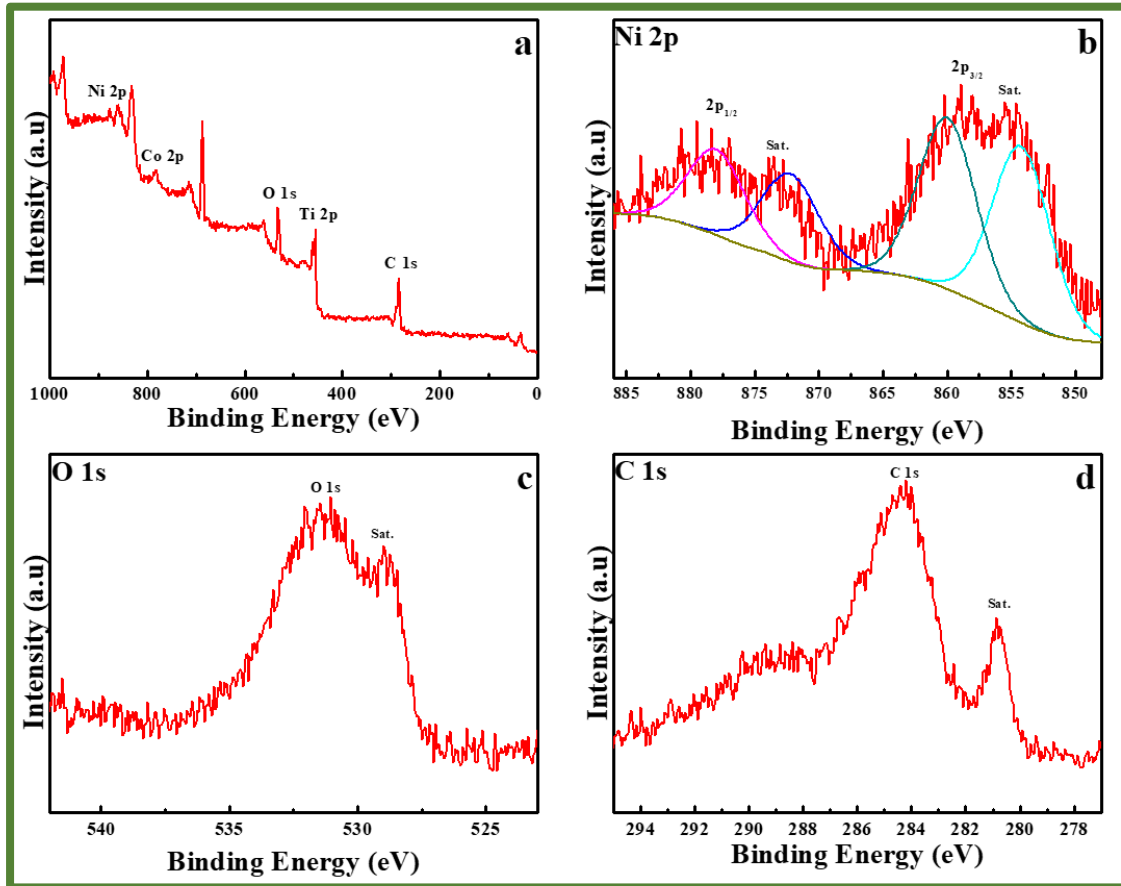 a
Ni 2p
Co 2p
O 1s
Ti 2p
C 1s
1000 800 600 400 200 0
Binding Energy (eV)
Intensity (a.u)
Ni 2p
b
2p1/2
Sat.
2p3/2
Sat.
885 880 875 870 865 860 855 850
Binding Energy (eV)
Intensity (a.u)
O 1s
c
O 1s
Sat.
540 535 530 525
Binding Energy (eV)
Intensity (a.u)
C 1s
d
C 1s
Sat.
294 292 290 288 286 284 282 280 278
Binding Energy (eV)
Intensity (a.u)